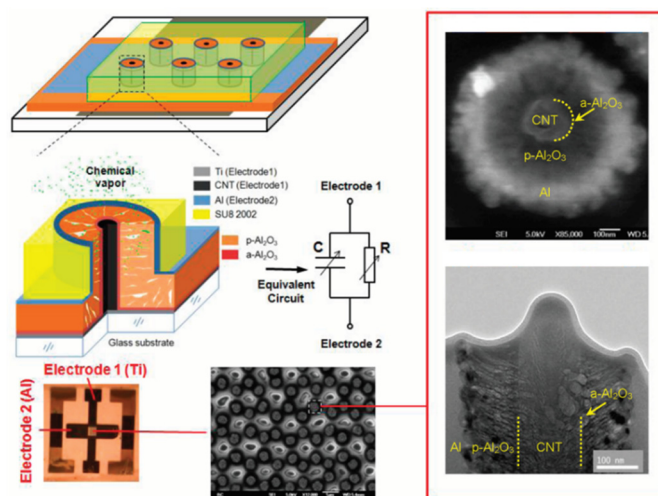 Chemical
vapor
Ti (Electrode1)
CNT (Electrode1)
Al (Electrode2)
SU8 2002
p-Al₂O₃
a-Al₂O₃
Glass substrate
Equivalent
Circuit
Electrode 1
C
R
Electrode 2
Electrode 1 (Ti)
Electrode 2 (Al)
CNT
a-Al₂O₃
p-Al₂O₃
Al
SEI 5.0kV X85,000 100nm WD 5.
a-Al₂O₃
Al p-Al₂O₃ CNT
100 nm